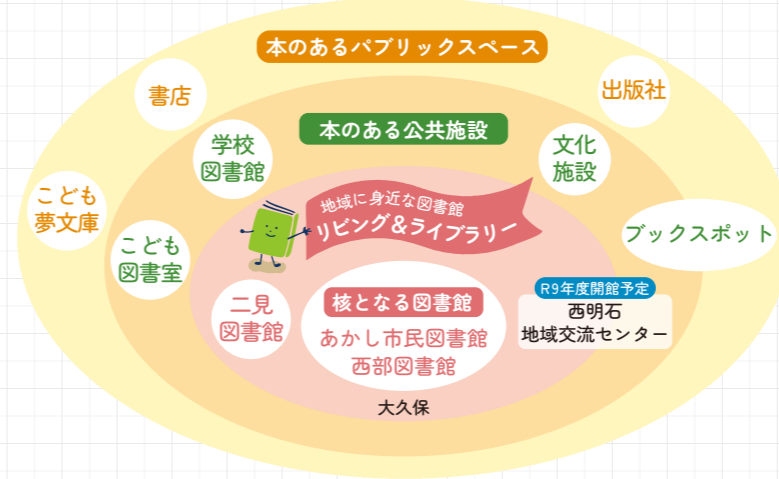 本のあるパブリックスペース
書店
出版社
本のある公共施設
学校
図書館
文化
施設
こども
夢文庫
地域に身近な図書館
リビング&ライブラリー
こども
図書室
ブックスポット
二見
図書館
核となる図書館
あかし市民図書館
西部図書館
R9年度開館予定
西明石
地域交流センター
大久保